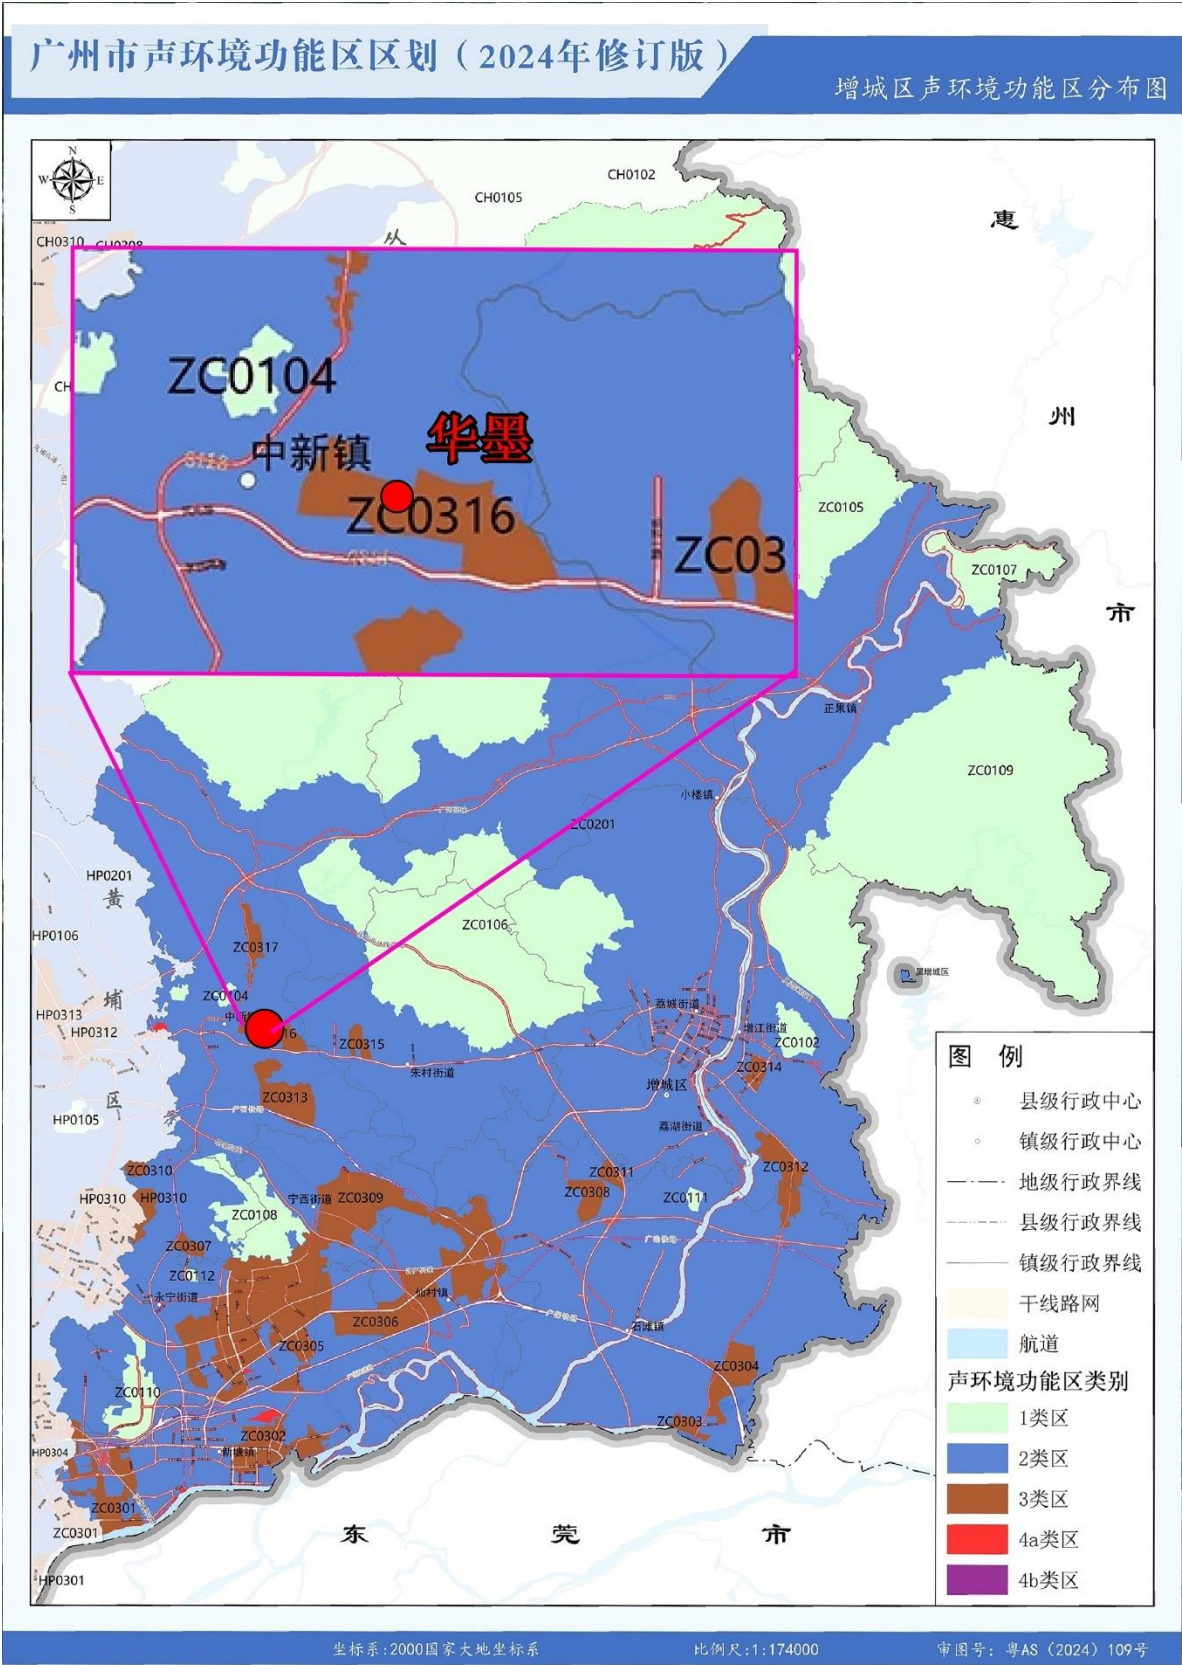 广州市声环境功能区区划（2024年修订版）
增城区声环境功能区分布图
N
W
E
S
CH0102
CH0105
从
惠
CH0310
CH0308
ZC0104
CH
华墨
中新镇
州
ZC0316
ZC03
ZC0105
ZC0107
市
正果镇
ZC0109
小楼镇
ZC0201
HP0201
黄
ZC0106
HP0106
ZC0317
ZC0104
埔
荔城街道
HP0313
HP0312
16
ZC0315
增江街道
ZC0102
朱村街道
ZC0314
增城区
ZC0313
区
HP0105
荔湖街道
ZC0310
ZC0311
ZC0312
HP0310
HP0310
宁西街道
ZC0309
ZC0308
ZC0111
ZC0108
ZC0307
ZC0112
永宁街道
仙村镇
ZC0306
石滩镇
ZC0305
ZC0304
ZC0110
ZC0303
ZC0302
HP0304
新塘镇
ZC0301
ZC0301
HP0301
东
莞
市
图 例
县级行政中心
镇级行政中心
地级行政界线
县级行政界线
镇级行政界线
干线路网
航道
声环境功能区类别
1类区
2类区
3类区
4a类区
4b类区
坐标系:2000国家大地坐标系
比例尺:1:174000
审图号：粤AS（2024）109号